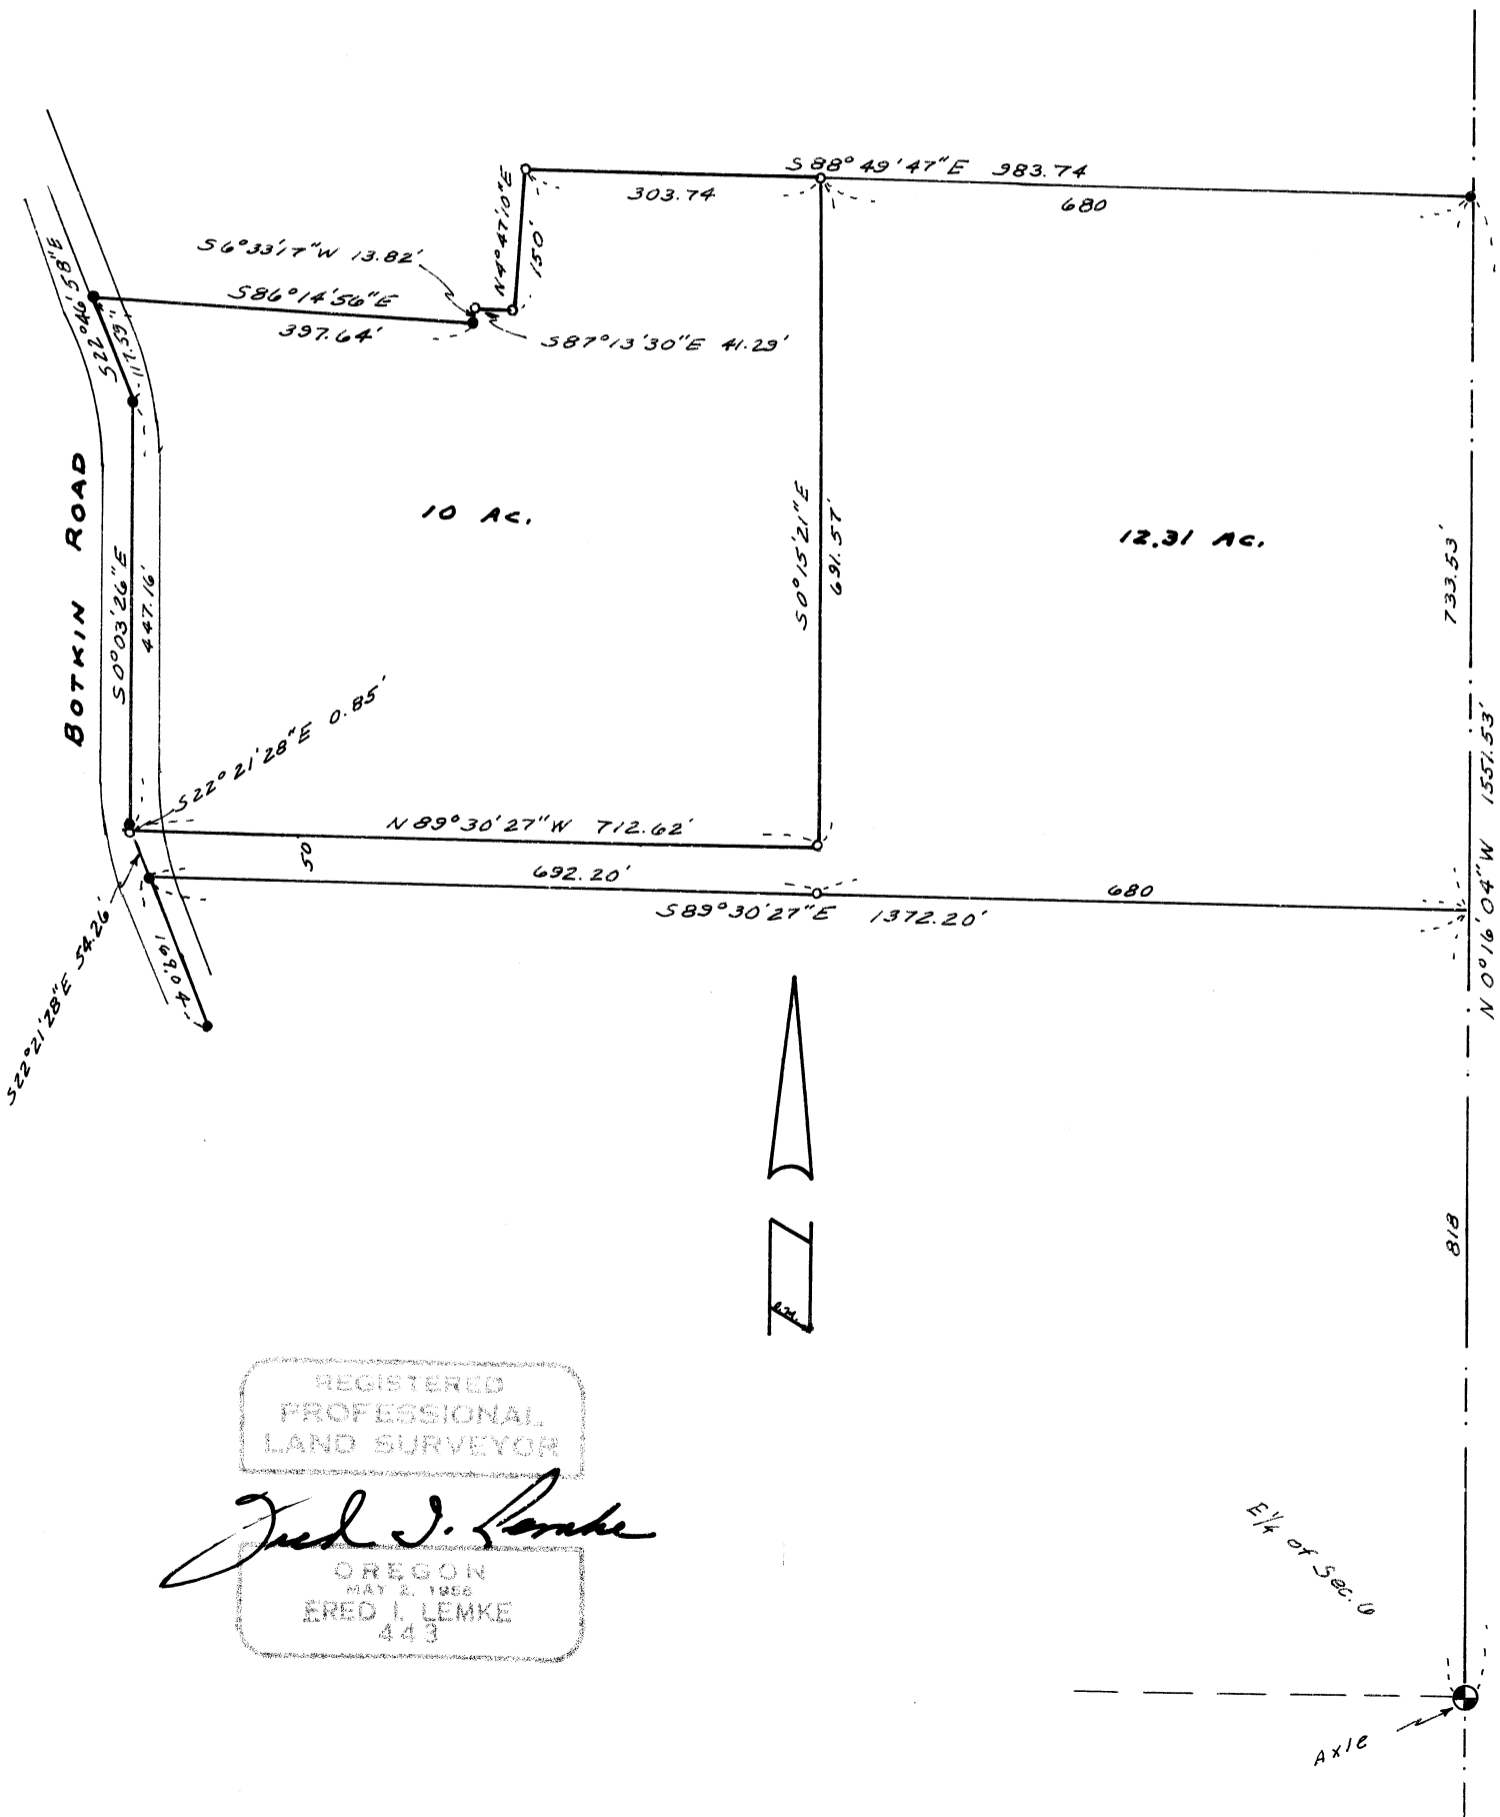 S 88° 49' 47" E 983.74
303.74
680
N 4° 47' 10" E
150'
S 6° 33' 17" W 13.82'
S 86° 14' 56" E
397.64'
S 87° 13' 30" E 41.29'
S 22° 46' 58" E
117.59'
BOTKIN ROAD
S 0° 03' 26" E
447.16'
10 AC.
S 0° 15' 21" E
691.57'
12.31 AC.
733.53'
N 0° 16' 04" W 1551.53'
S 22° 21' 28" E 0.85'
N 89° 30' 27" W 712.62'
50
692.20'
680
S 89° 30' 27" E 1372.20'
S 22° 21' 28" E 54.26'
169.04
818
REGISTERED
PROFESSIONAL
LAND SURVEYOR
Fred I. Lemke
OREGON
MAY 2, 1956
FRED I. LEMKE
443
E ¼ of Sec. 6
Axle